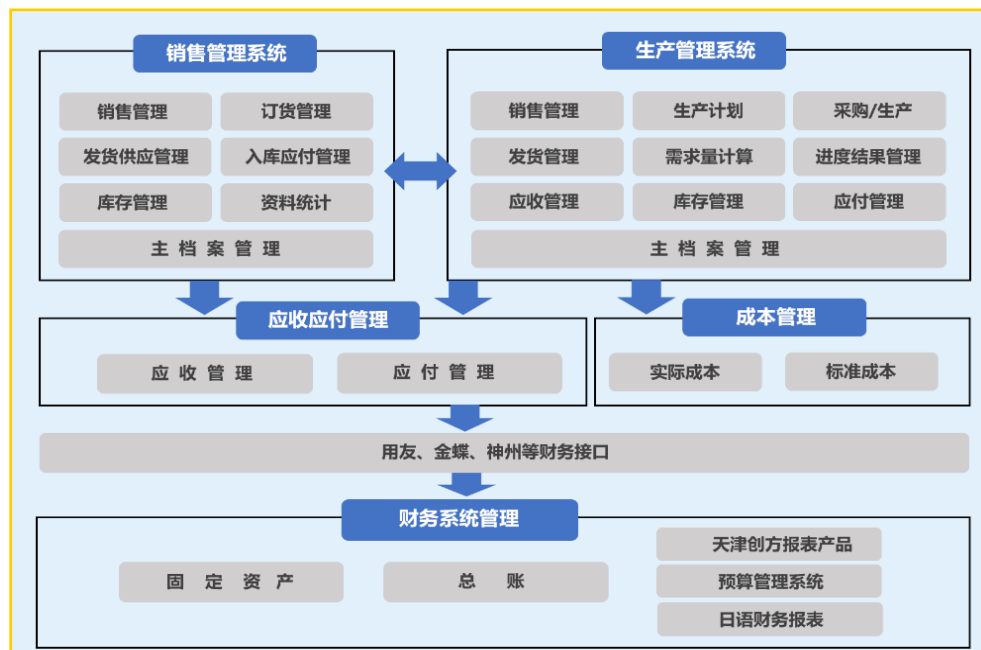 销售管理系统
生产管理系统
销售管理
订货管理
发货供应管理
入库应付管理
库存管理
资料统计
主档案管理
销售管理
生产计划
采购/生产
发货管理
需求量计算
进度结果管理
应收管理
库存管理
应付管理
主档案管理
应收应付管理
应收管理
应付管理
成本管理
实际成本
标准成本
用友、金蝶、神州等财务接口
财务系统管理
固定资产
总账
天津创方报表产品
预算管理系统
日语财务报表